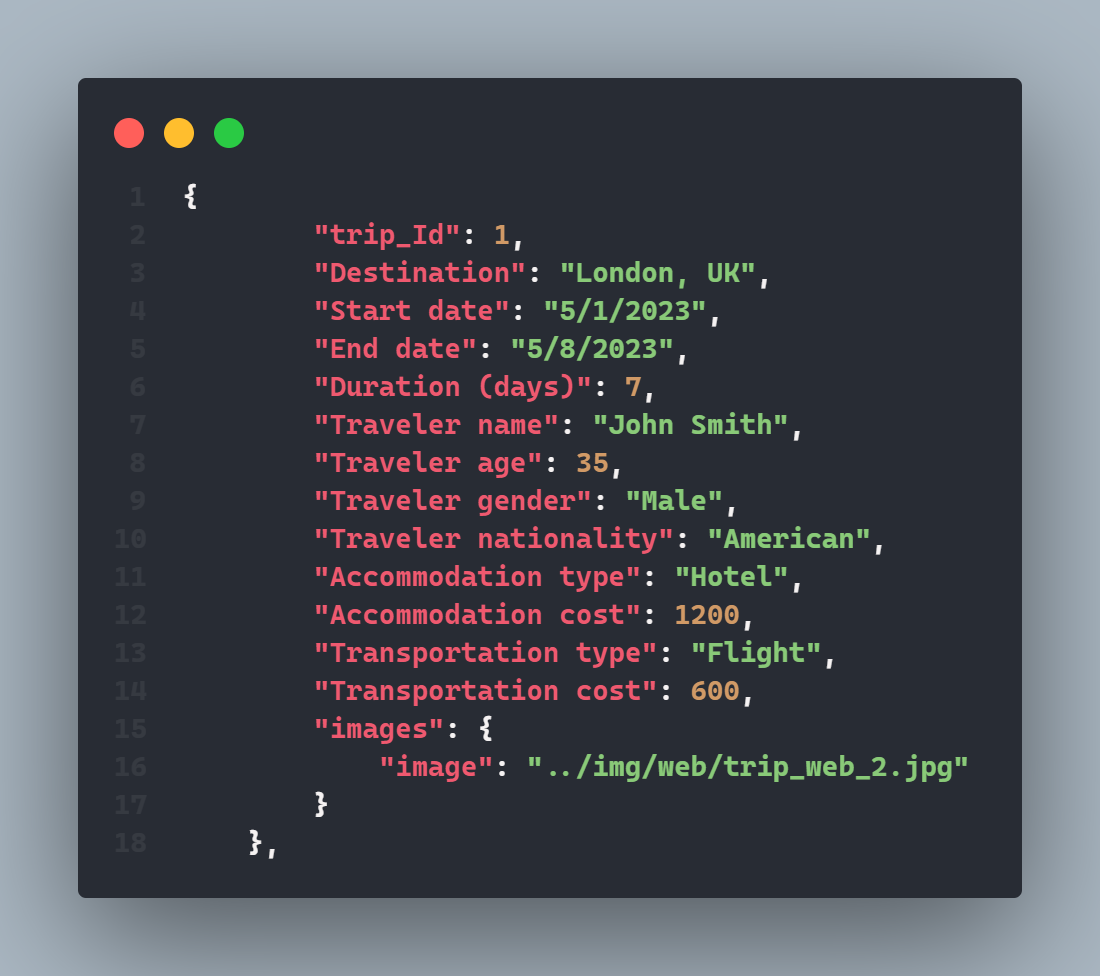 1 {
2 "trip_Id": 1,
3 "Destination": "London, UK",
4 "Start date": "5/1/2023",
5 "End date": "5/8/2023",
6 "Duration (days)": 7,
7 "Traveler name": "John Smith",
8 "Traveler age": 35,
9 "Traveler gender": "Male",
10 "Traveler nationality": "American",
11 "Accommodation type": "Hotel",
12 "Accommodation cost": 1200,
13 "Transportation type": "Flight",
14 "Transportation cost": 600,
15 "images": {
16 "image": "../img/web/trip_web_2.jpg"
17 }
18 },